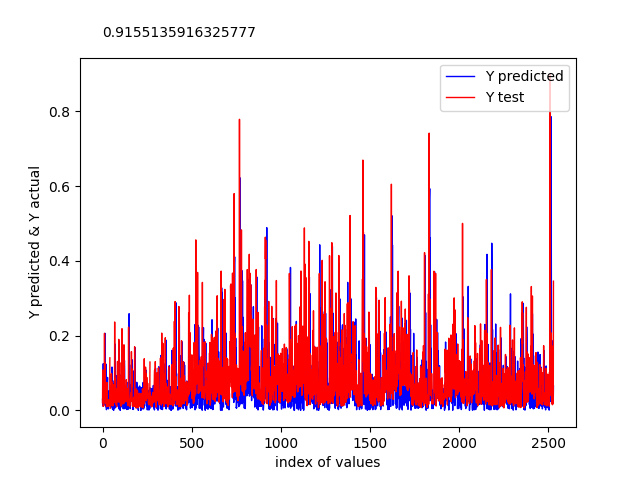 0.9155135916325777
Y predicted
Y test
0.8
0.6
0.4
0.2
0.0
Y predicted & Y actual
0 500 1000 1500 2000 2500
index of values